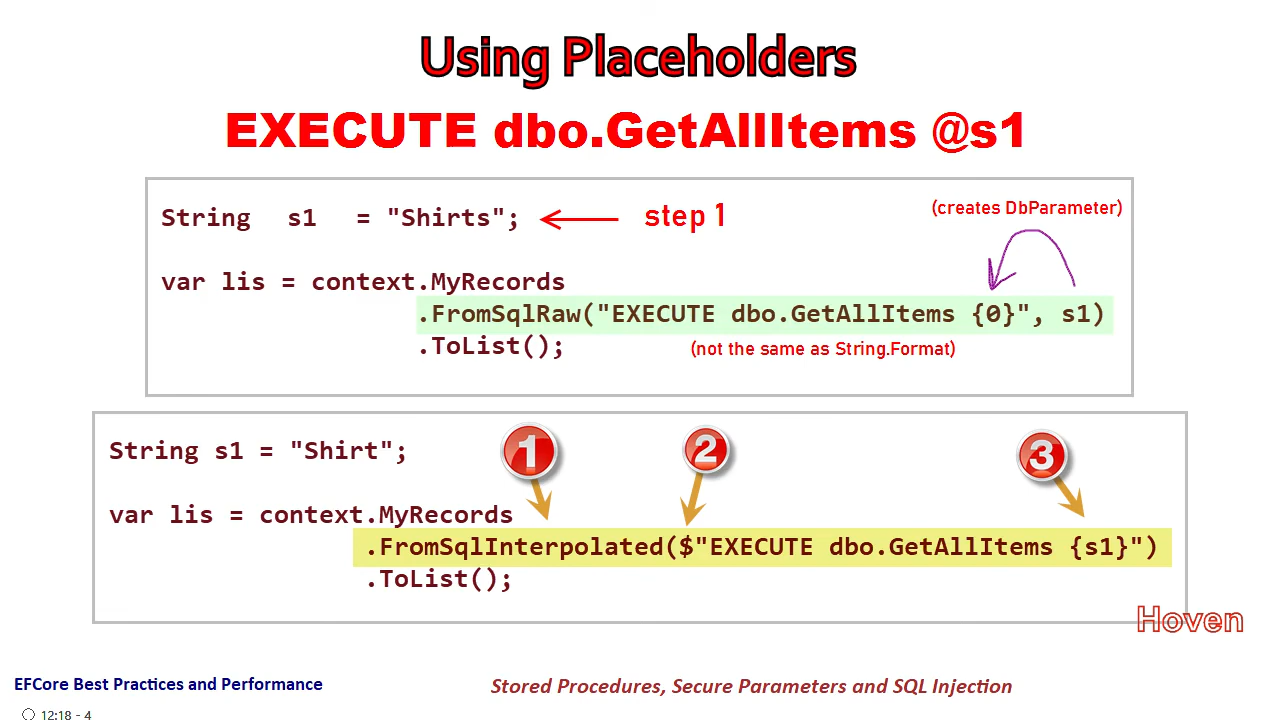 Using Placeholders
EXECUTE dbo.GetAllItems @s1
String s1 = "Shirts";
step 1
(creates DbParameter)
var lis = context.MyRecords
.FromSqlRaw("EXECUTE dbo.GetAllItems {0}", s1)
.ToList();
(not the same as String.Format)
String s1 = "Shirt";
1
2
3
var lis = context.MyRecords
.FromSqlInterpolated($"EXECUTE dbo.GetAllItems {s1}")
.ToList();
Hoven
EFCore Best Practices and Performance
Stored Procedures, Secure Parameters and SQL Injection
12:18 - 4